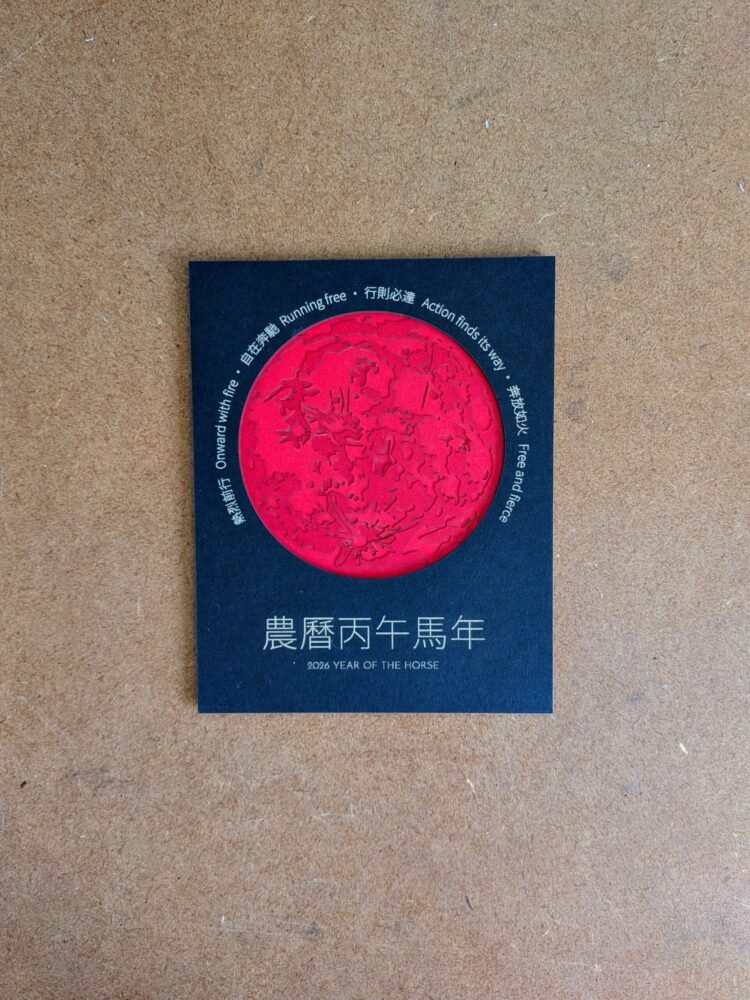 熱烈前行 Onward with fire • 自在奔馳 Running free • 行則必達 Action finds its way • 奔放如火 Free and fierce
農曆丙午馬年
2026 YEAR OF THE HORSE